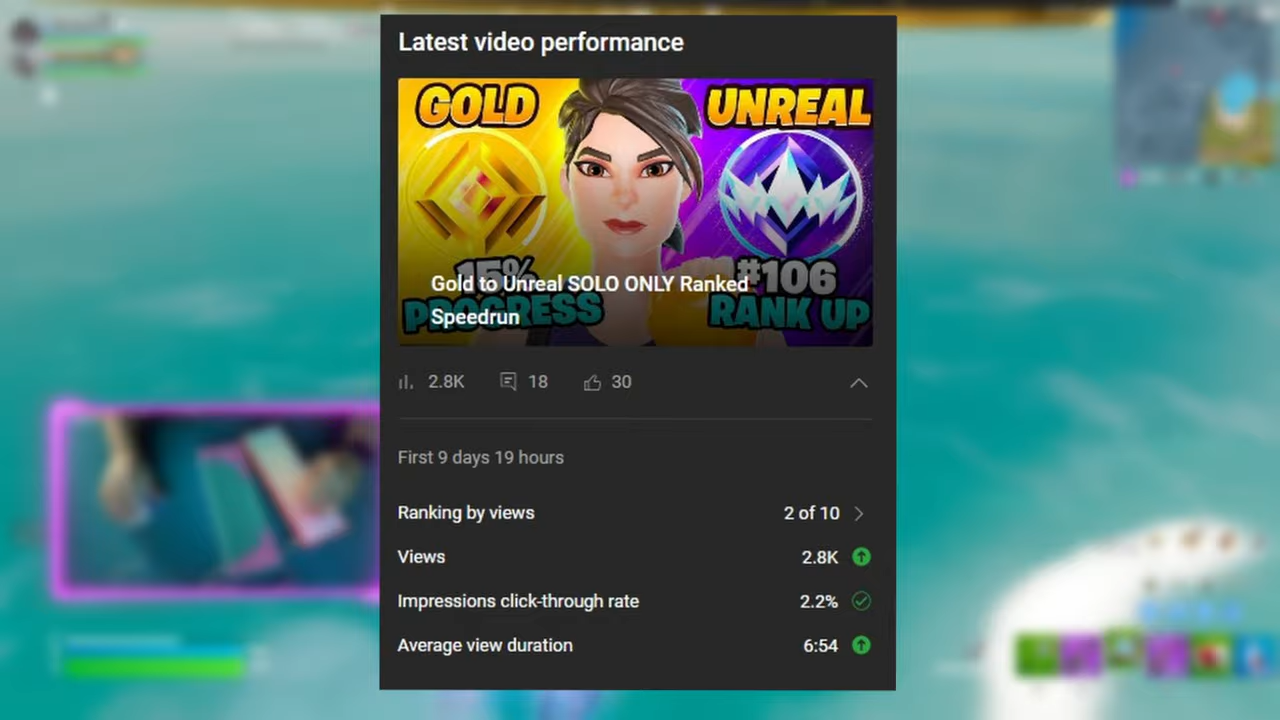 Latest video performance
GOLD
UNREAL
15%
#106
Gold to Unreal SOLO ONLY Ranked
Speedrun
PROGRESS
RANK UP
2.8K 18 30
First 9 days 19 hours
Ranking by views 2 of 10
Views 2.8K
Impressions click-through rate 2.2%
Average view duration 6:54